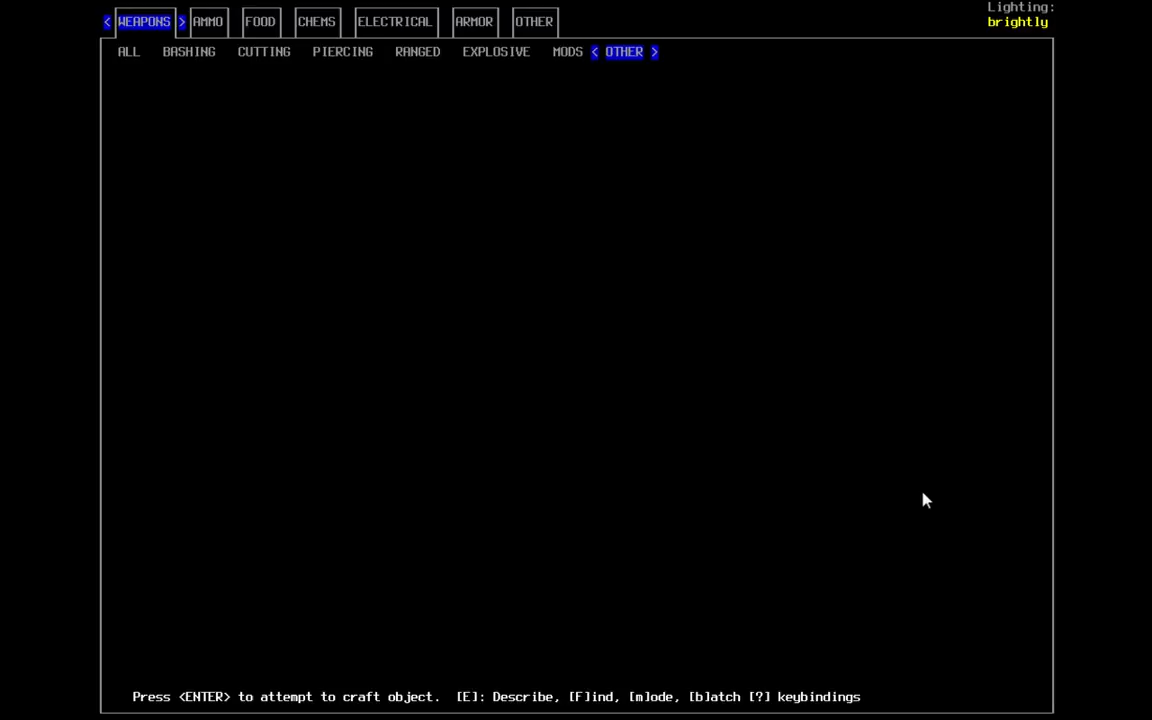 Lighting:
< WEAPONS > AMMO FOOD CHEMS ELECTRICAL ARMOR OTHER brightly
ALL BASHING CUTTING PIERCING RANGED EXPLOSIVE MODS < OTHER >
Press <ENTER> to attempt to craft object. [E]: Describe, [F]ind, [m]ode, [b]atch [?] keybindings